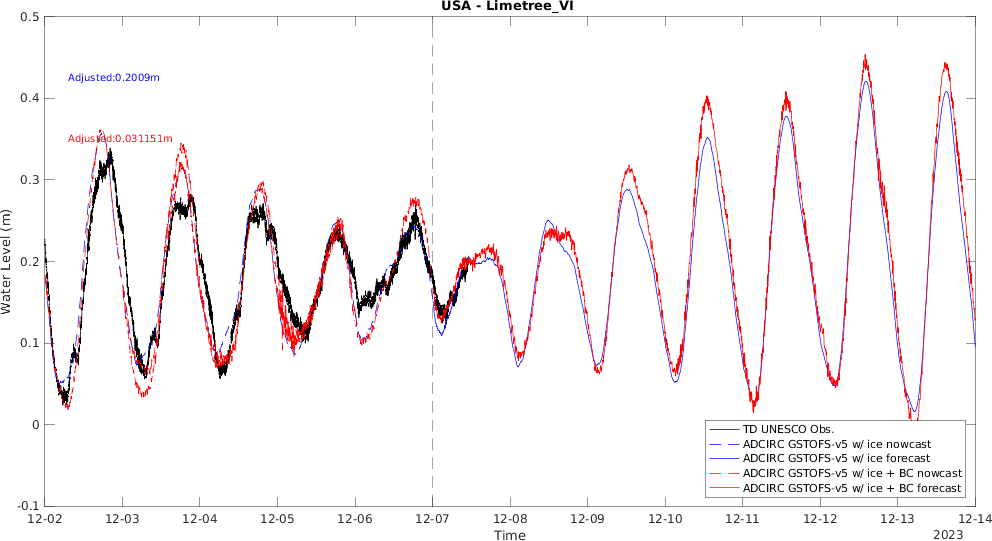 USA - Limetree_VI
0.5
0.4
0.3
0.2
0.1
0
-0.1
Water Level (m)
Adjusted:0.2009m
Adjusted:0.031151m
TD UNESCO Obs.
ADCIRC GSTOFS-v5 w/ ice nowcast
ADCIRC GSTOFS-v5 w/ ice forecast
ADCIRC GSTOFS-v5 w/ ice + BC nowcast
ADCIRC GSTOFS-v5 w/ ice + BC forecast
12-02 12-03 12-04 12-05 12-06 12-07 12-08 12-09 12-10 12-11 12-12 12-13 12-14
Time
2023